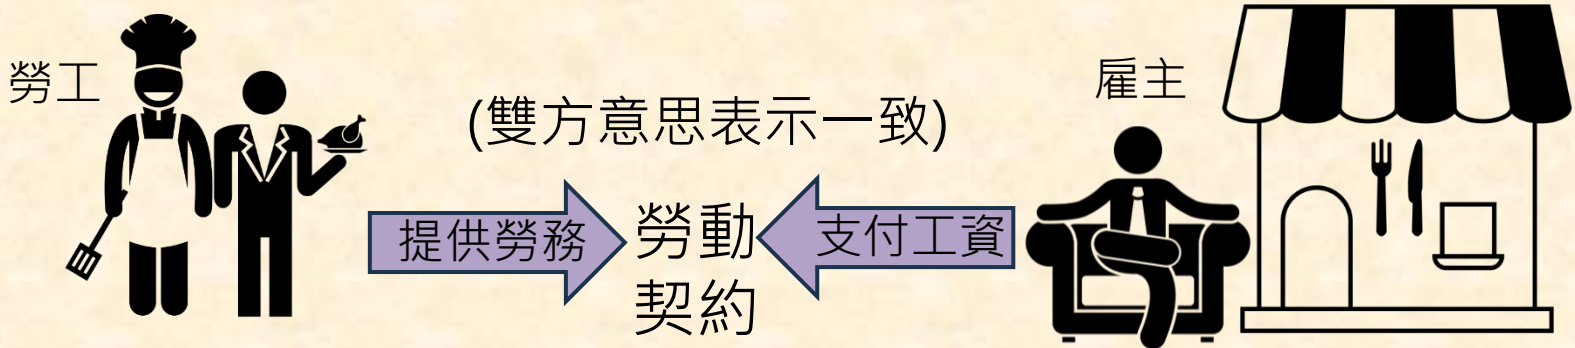 勞工
雇主
(雙方意思表示一致)
提供勞務
勞動
契約
支付工資